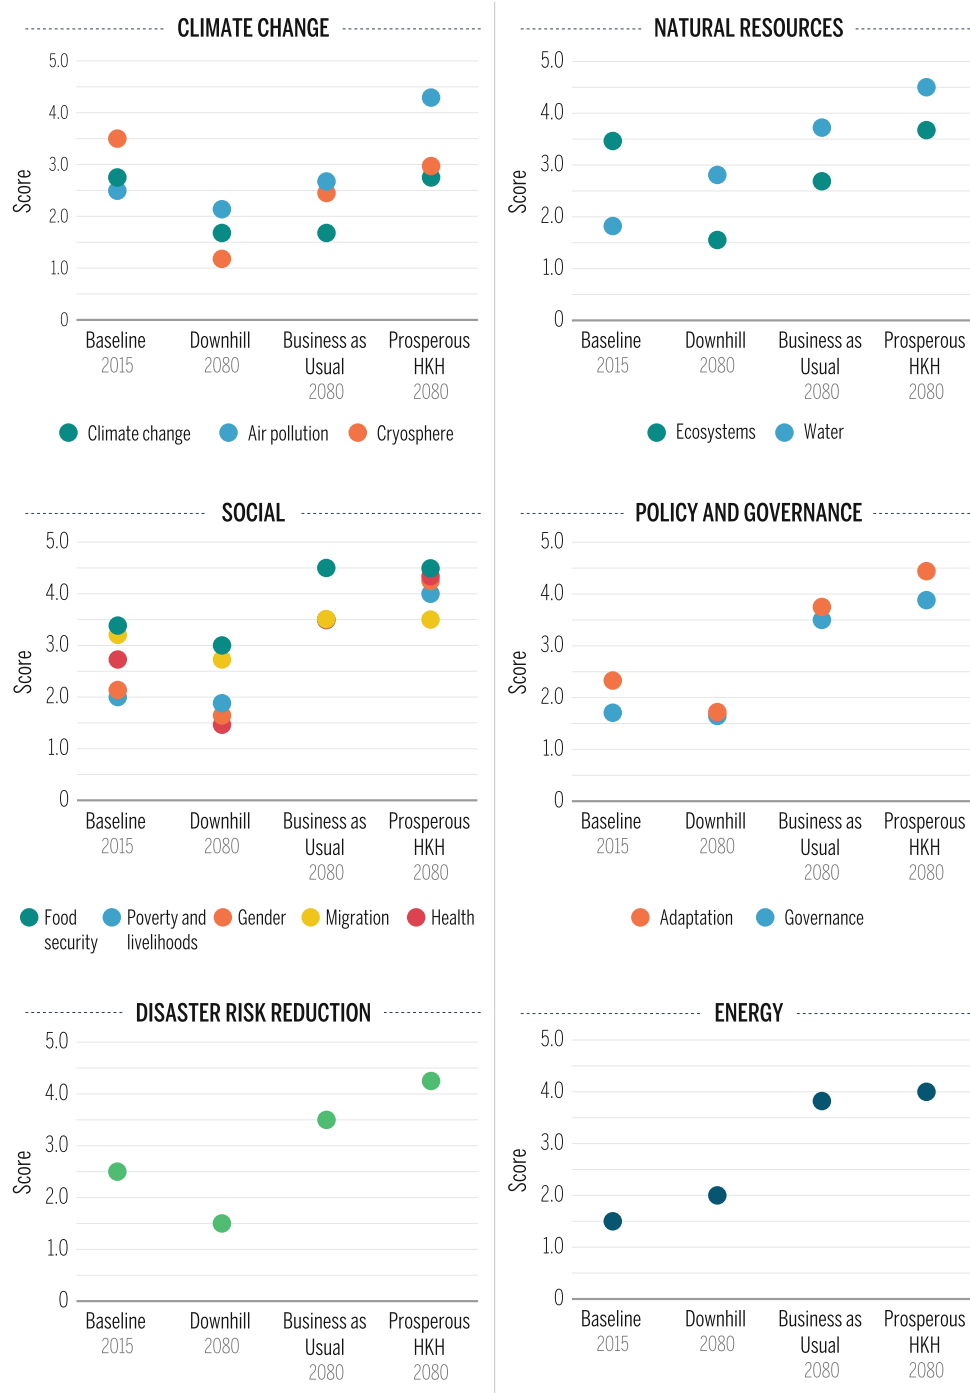 CLIMATE CHANGE
5.0
4.0
3.0
2.0
1.0
0
Score
Baseline
2015
Downhill
2080
Business as
Usual
2080
Prosperous
HKH
2080
Climate change
Air pollution
Cryosphere
NATURAL RESOURCES
5.0
4.0
3.0
2.0
1.0
0
Score
Baseline
2015
Downhill
2080
Business as
Usual
2080
Prosperous
HKH
2080
Ecosystems
Water
SOCIAL
5.0
4.0
3.0
2.0
1.0
0
Score
Baseline
2015
Downhill
2080
Business as
Usual
2080
Prosperous
HKH
2080
Food
security
Poverty and
livelihoods
Gender
Migration
Health
POLICY AND GOVERNANCE
5.0
4.0
3.0
2.0
1.0
0
Score
Baseline
2015
Downhill
2080
Business as
Usual
2080
Prosperous
HKH
2080
Adaptation
Governance
DISASTER RISK REDUCTION
5.0
4.0
3.0
2.0
1.0
0
Score
Baseline
2015
Downhill
2080
Business as
Usual
2080
Prosperous
HKH
2080
ENERGY
5.0
4.0
3.0
2.0
1.0
0
Score
Baseline
2015
Downhill
2080
Business as
Usual
2080
Prosperous
HKH
2080